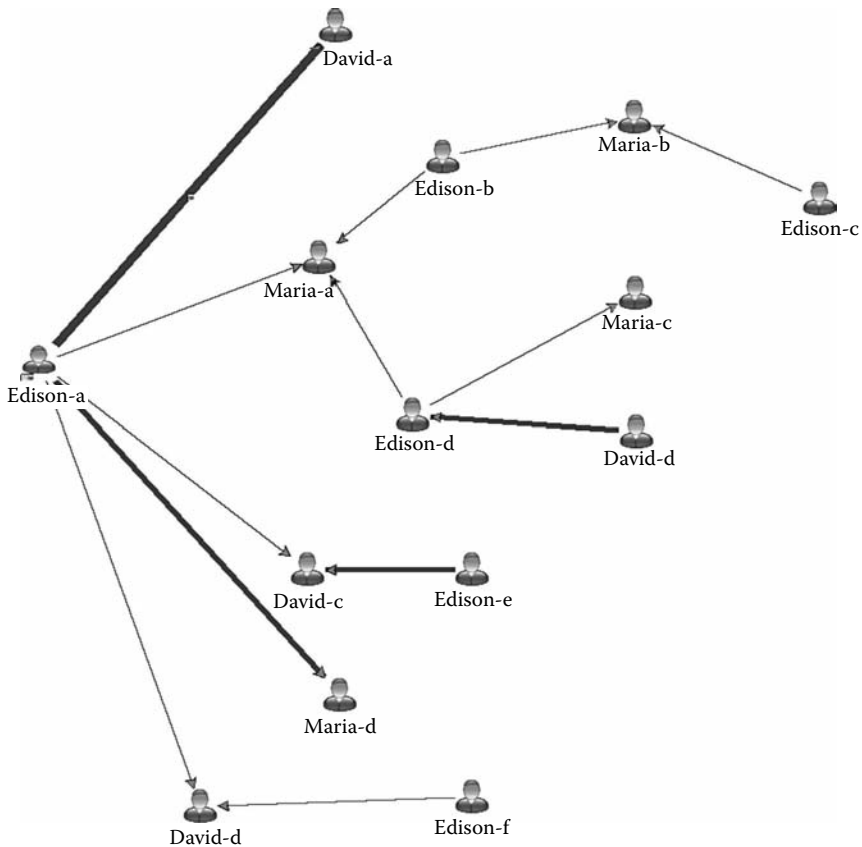 David-a
Maria-b
Edison-b
Edison-c
Maria-a
Maria-c
Edison-a
Edison-d
David-d
David-c
Edison-e
Maria-d
David-d
Edison-f